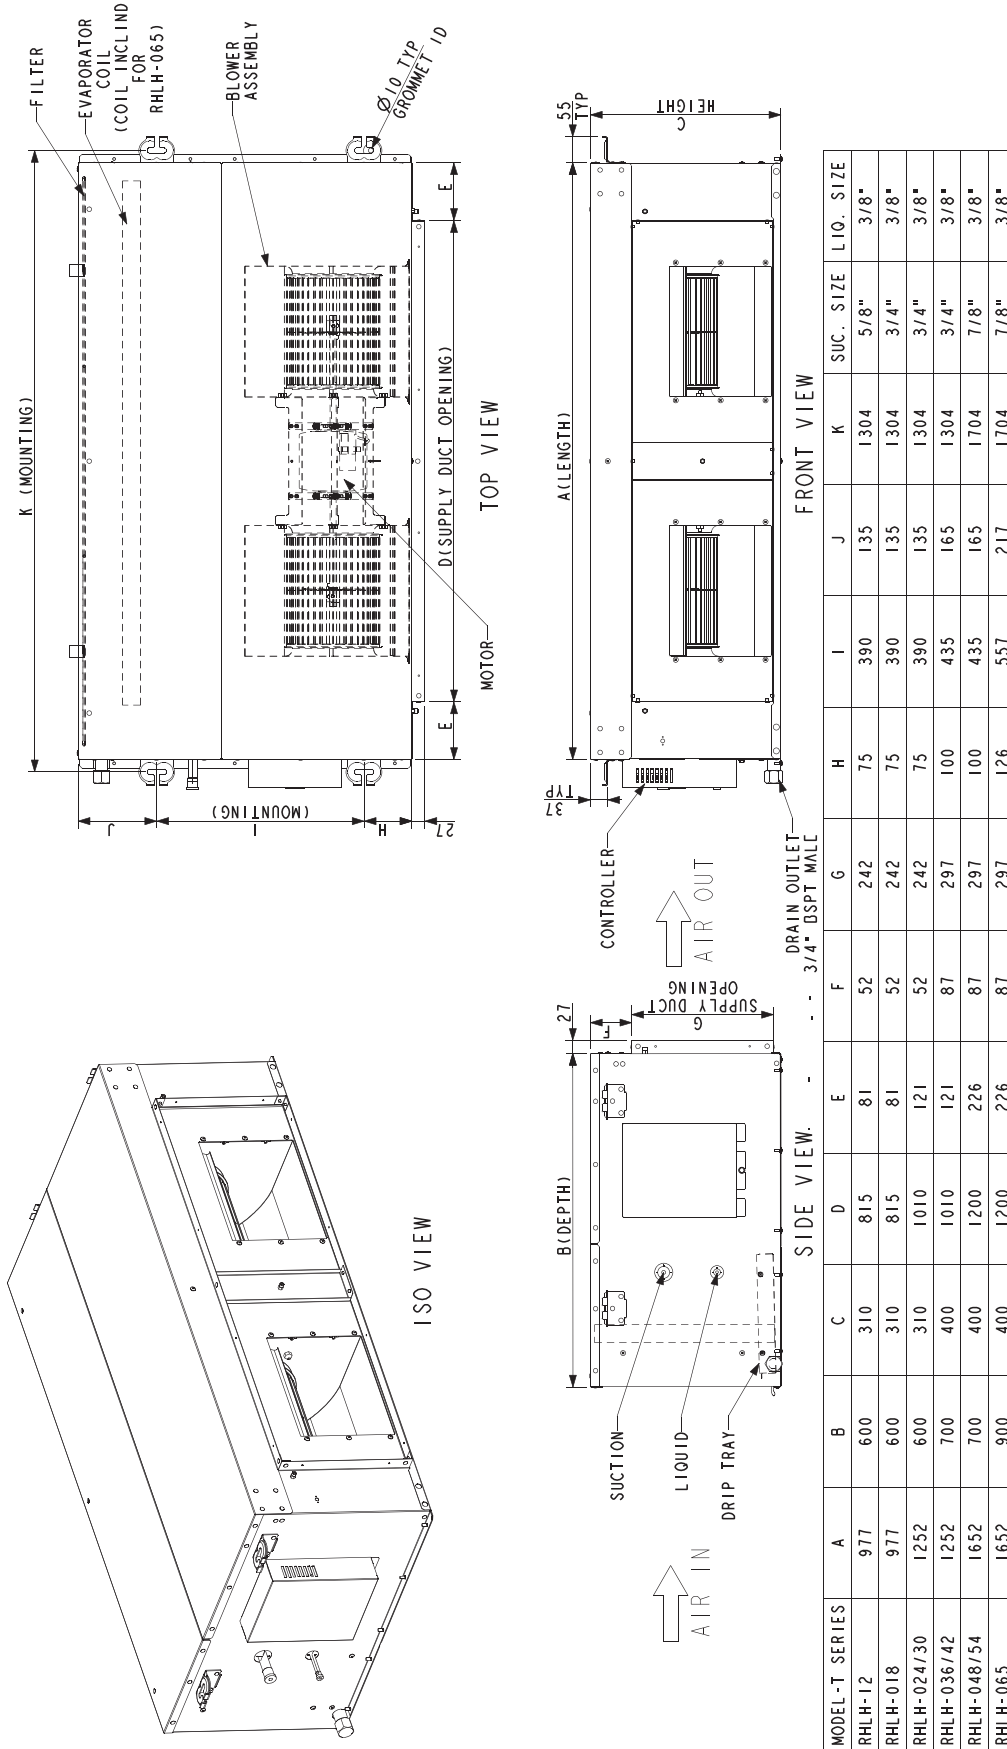 ISO VIEW
K (MOUNTING)
FILTER
EVAPORATOR
COIL
(COIL INCLIND
FOR
RHLH-065)
BLOWER
ASSEMBLY
Ø10 TYP
GROMMET ID
J
I
(MOUNTING)
H
27
E
D(SUPPLY DUCT OPENING)
E
MOTOR
TOP VIEW
B(DEPTH)
27
F
G
SUPPLY DUCT
OPENING
SUCTION
LIQUID
DRIP TRAY
AIR IN
AIR OUT
SIDE VIEW.
CONTROLLER
37
TYP
A(LENGTH)
55
TYP
C
HEIGHT
DRAIN OUTLET
3/4" BSPT MALE
FRONT VIEW
MODEL-T SERIES A B C D E F G H I J K SUC. SIZE LIQ. SIZE
RHLH-12 977 600 310 815 81 52 242 75 390 135 1304 5/8" 3/8"
RHLH-018 977 600 310 815 81 52 242 75 390 135 1304 3/4" 3/8"
RHLH-024/30 1252 600 310 1010 121 52 242 75 390 135 1304 3/4" 3/8"
RHLH-036/42 1252 700 400 1010 121 87 297 100 435 165 1304 3/4" 3/8"
RHLH-048/54 1652 700 400 1200 226 87 297 100 435 165 1704 7/8" 3/8"
RHLH-065 1652 900 400 1200 226 87 297 126 557 217 1704 7/8" 3/8"